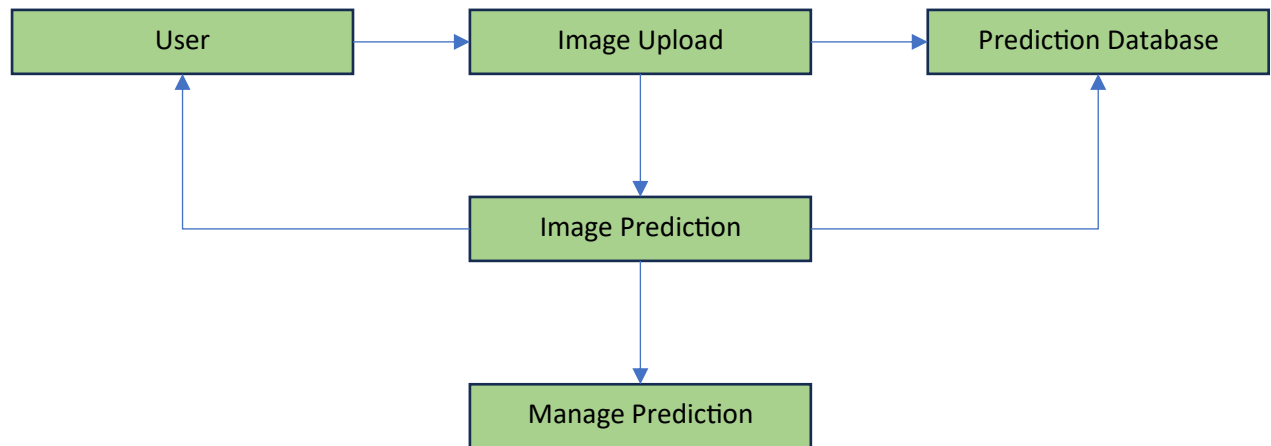 User
Image Upload
Prediction Database
Image Prediction
Manage Prediction